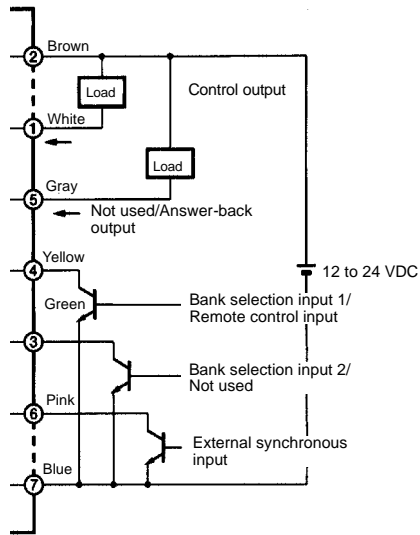 2 Brown
Load
Control output
1 White
Load
5 Gray
Not used/Answer-back
output
4 Yellow
12 to 24 VDC
Green
Bank selection input 1/
Remote control input
3
Bank selection input 2/
Not used
6 Pink
External synchronous
input
7 Blue